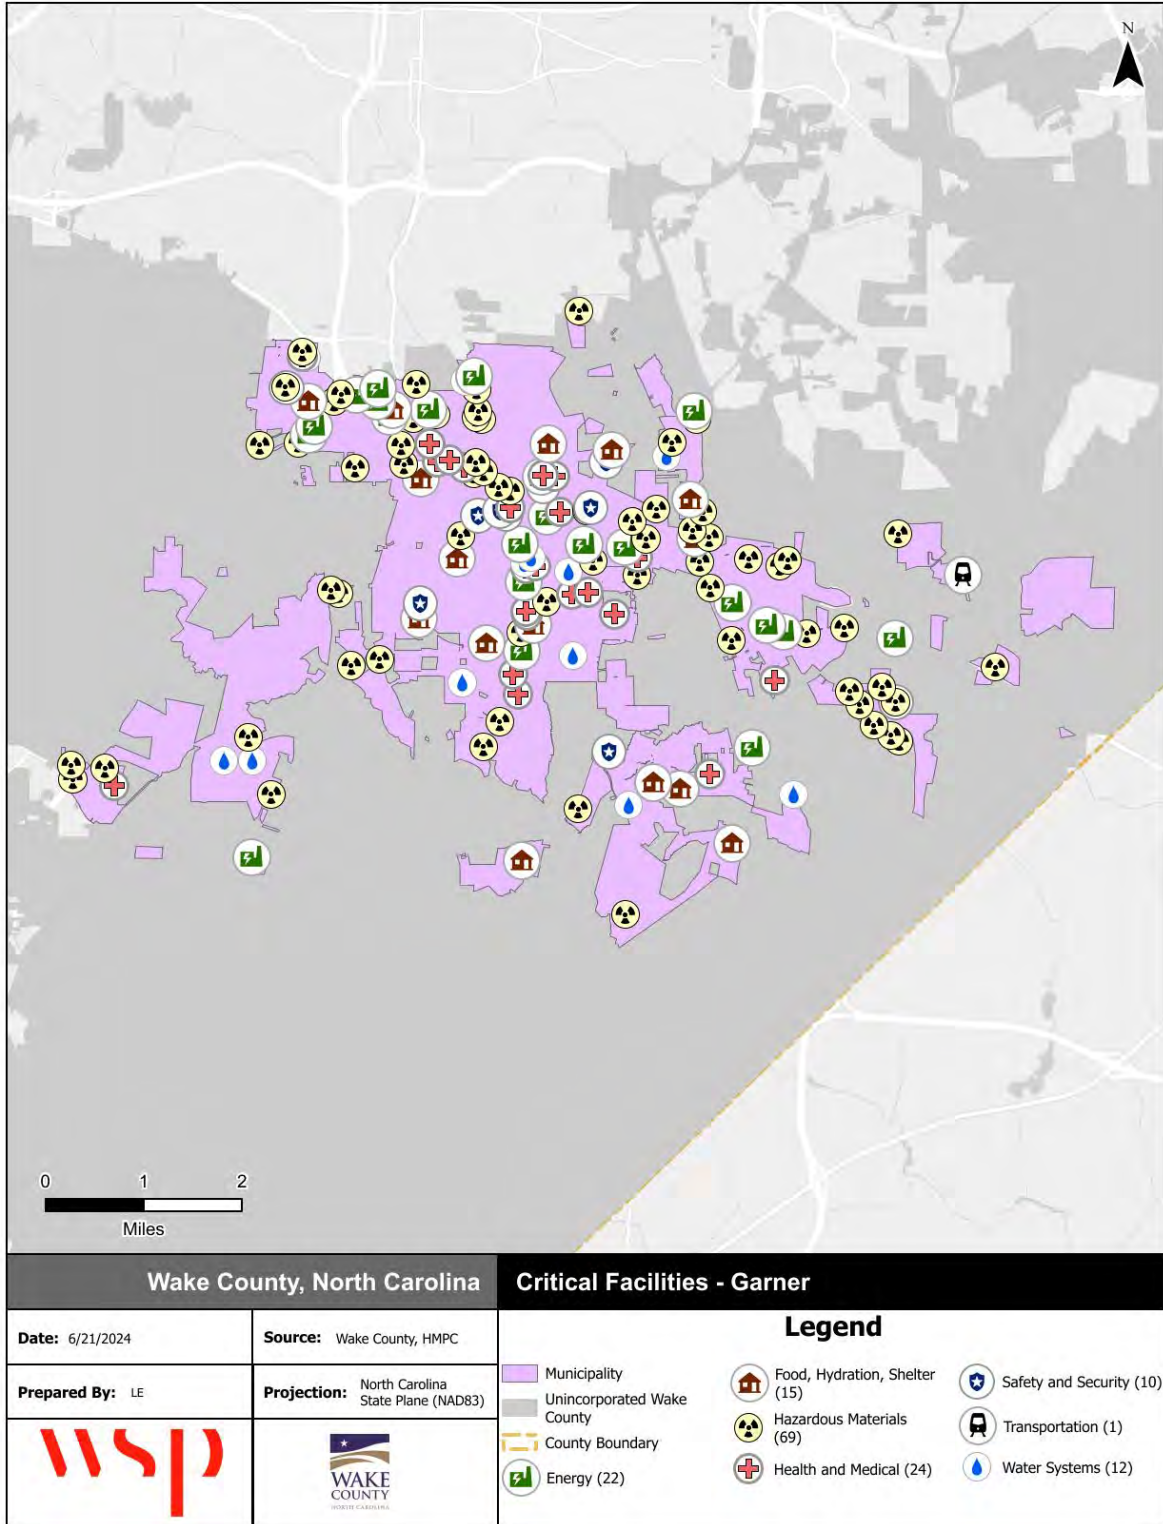 N
0 1 2
Miles
Wake County, North Carolina
Critical Facilities - Garner
Date: 6/21/2024
Source: Wake County, HMPC
Prepared By: LE
Projection: North Carolina
State Plane (NAD83)
wsp
WAKE
COUNTY
NORTH CAROLINA
Legend
Municipality
Unincorporated Wake
County
County Boundary
Energy (22)
Food, Hydration, Shelter
(15)
Hazardous Materials
(69)
Health and Medical (24)
Safety and Security (10)
Transportation (1)
Water Systems (12)